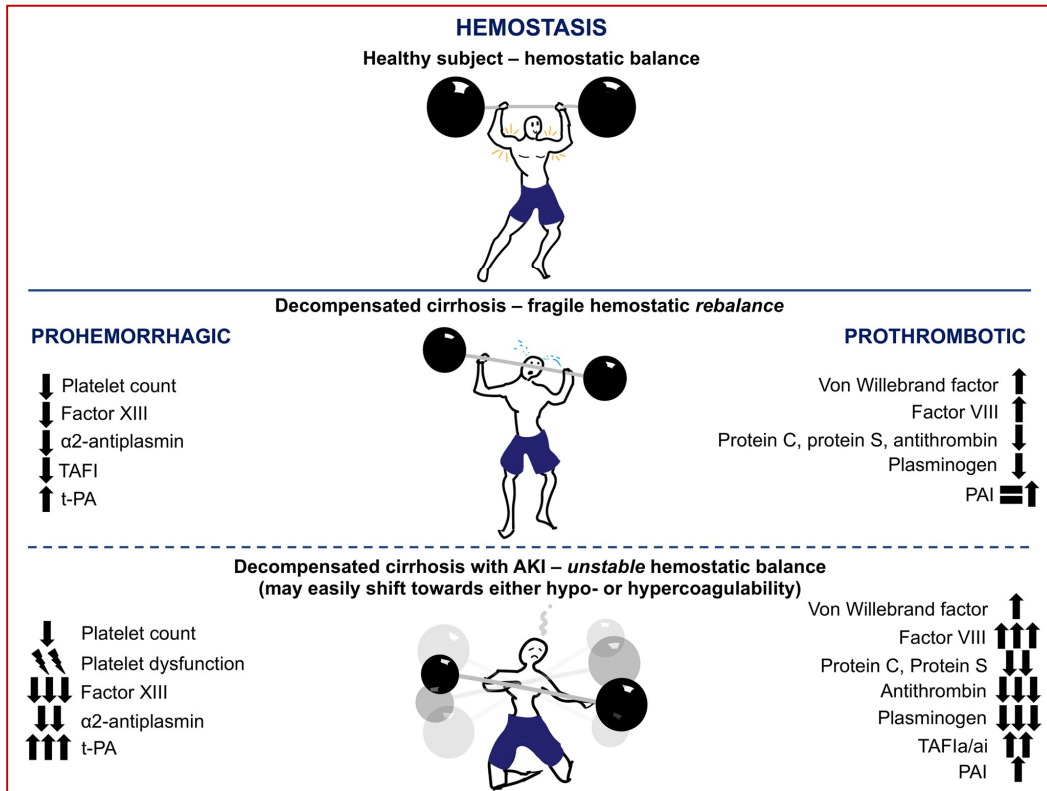 HEMOSTASIS
Healthy subject – hemostatic balance
Decompensated cirrhosis – fragile hemostatic rebalance
PROHEMORRHAGIC
Platelet count
Factor XIII
α2-antiplasmin
TAFI
t-PA
PROTHROMBOTIC
Von Willebrand factor
Factor VIII
Protein C, protein S, antithrombin
Plasminogen
PAI
Decompensated cirrhosis with AKI – unstable hemostatic balance
(may easily shift towards either hypo- or hypercoagulability)
Platelet count
Platelet dysfunction
Factor XIII
α2-antiplasmin
t-PA
Von Willebrand factor
Factor VIII
Protein C, Protein S
Antithrombin
Plasminogen
TAFIa/ai
PAI